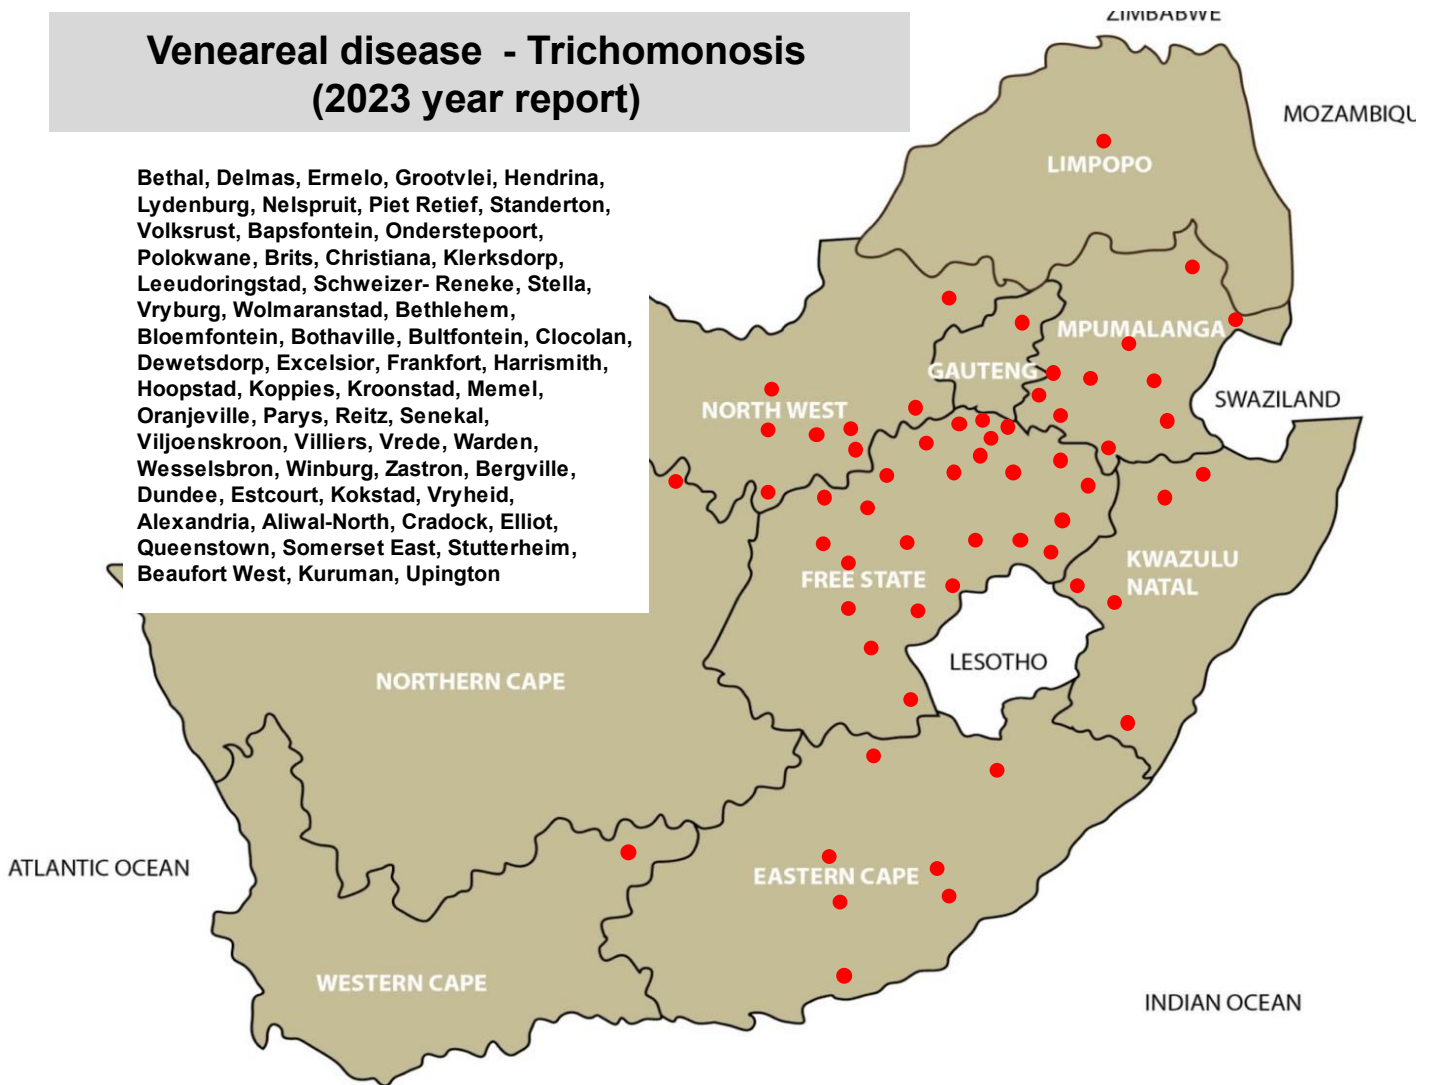 Veneareal disease - Trichomonosis
(2023 year report)
Bethal, Delmas, Ermelo, Grootvlei, Hendrina,
Lydenburg, Nelspruit, Piet Retief, Standerton,
Volksrust, Bapsfontein, Onderstepoort,
Polokwane, Brits, Christiana, Klerksdorp,
Leeudoringstad, Schweizer- Reneke, Stella,
Vryburg, Wolmaranstad, Bethlehem,
Bloemfontein, Bothaville, Bultfontein, Clocolan,
Dewetsdorp, Excelsior, Frankfort, Harrismith,
Hoopstad, Koppies, Kroonstad, Memel,
Oranjeville, Parys, Reitz, Senekal,
Viljoenskroon, Villiers, Vrede, Warden,
Wesselsbron, Winburg, Zastron, Bergville,
Dundee, Estcourt, Kokstad, Vryheid,
Alexandria, Aliwal-North, Cradock, Elliot,
Queenstown, Somerset East, Stutterheim,
Beaufort West, Kuruman, Upington
ZIMBABWE
MOZAMBIQU
LIMPOPO
MPUMALANGA
GAUTENG
SWAZILAND
NORTH WEST
KWAZULU
NATAL
FREE STATE
LESOTHO
NORTHERN CAPE
ATLANTIC OCEAN
EASTERN CAPE
WESTERN CAPE
INDIAN OCEAN